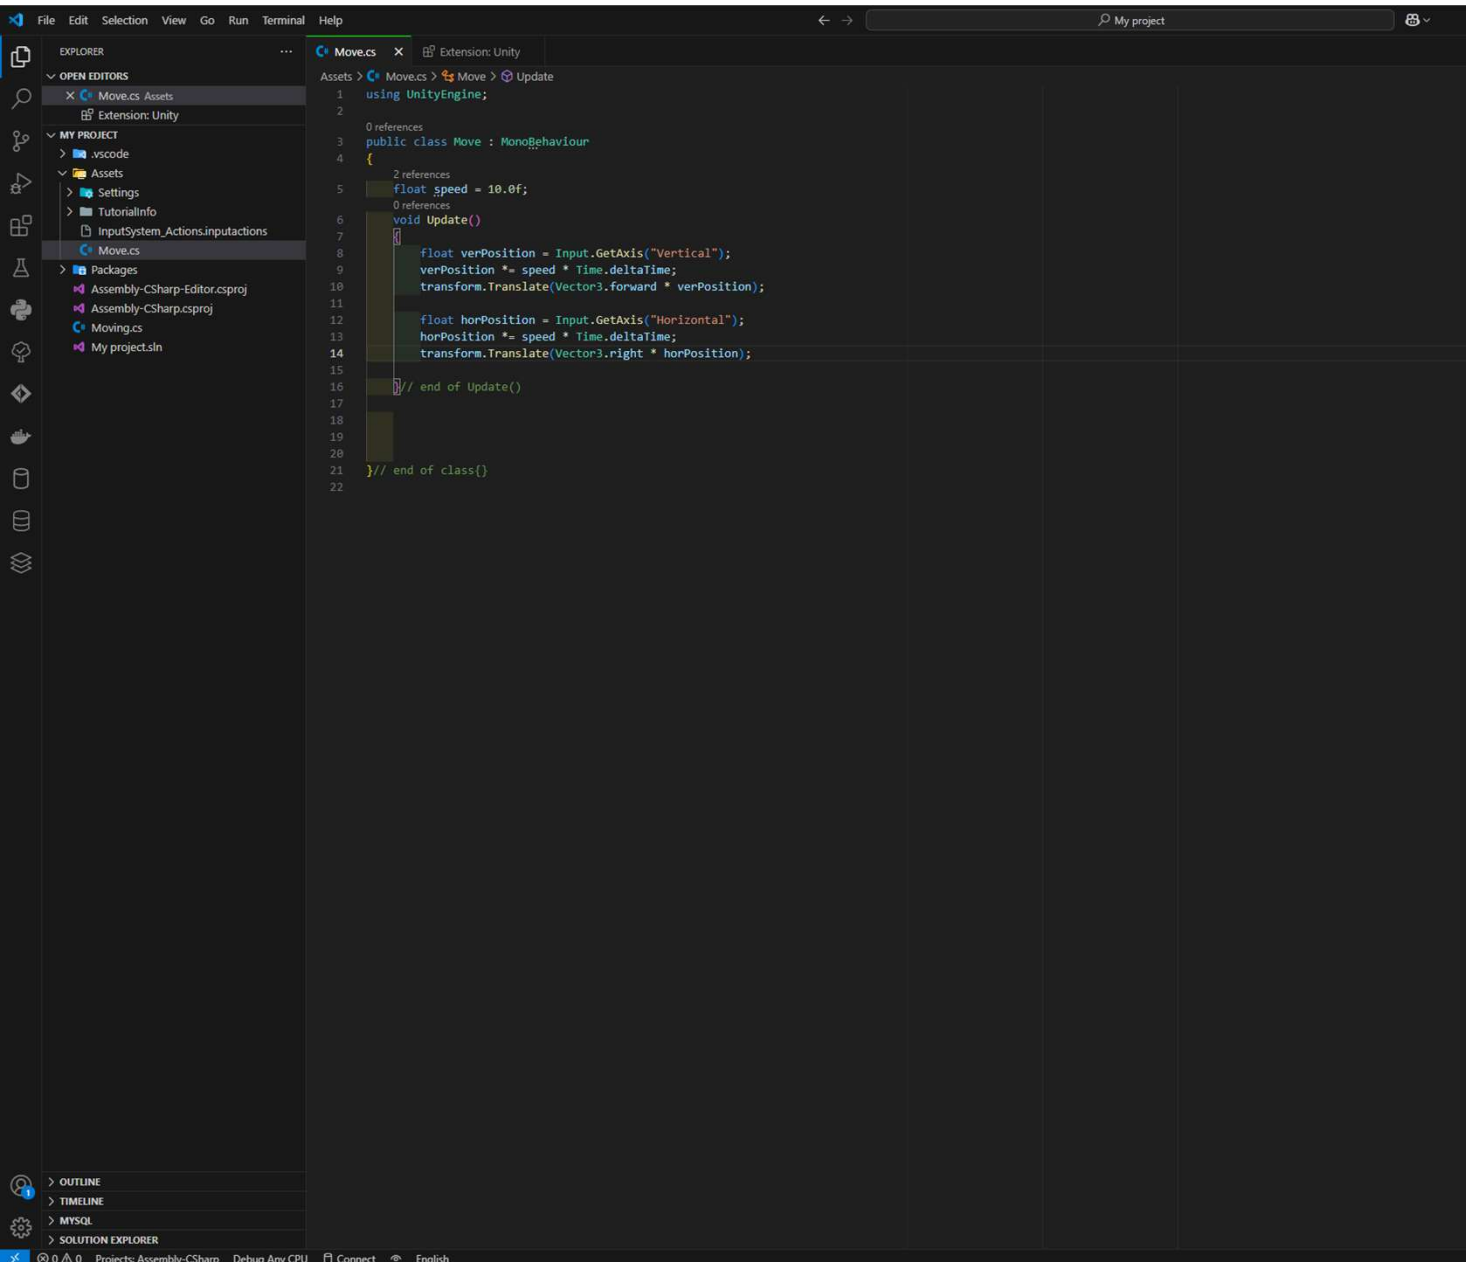 File Edit Selection View Go Run Terminal Help
My project
EXPLORER
OPEN EDITORS
Move.cs Assets
Extension: Unity
MY PROJECT
.vscode
Assets
Settings
TutorialInfo
InputSystem_Actions.inputactions
Move.cs
Packages
Assembly-CSharp-Editor.csproj
Assembly-CSharp.csproj
Moving.cs
My project.sln
OUTLINE
TIMELINE
MYSQL
SOLUTION EXPLORER
Move.cs
Extension: Unity
Assets > Move.cs > Move > Update
1 using UnityEngine;
2
0 references
3 public class Move : MonoBehaviour
4 {
2 references
5 float speed = 10.0f;
0 references
6 void Update()
7 {
8 float verPosition = Input.GetAxis("Vertical");
9 verPosition *= speed * Time.deltaTime;
10 transform.Translate(Vector3.forward * verPosition);
11
12 float horPosition = Input.GetAxis("Horizontal");
13 horPosition *= speed * Time.deltaTime;
14 transform.Translate(Vector3.right * horPosition);
15
16 }// end of Update()
17
18
19
20
21 }// end of class{}
22
1
0 0 Projects: Assembly-CSharp Debug Any CPU Connect English